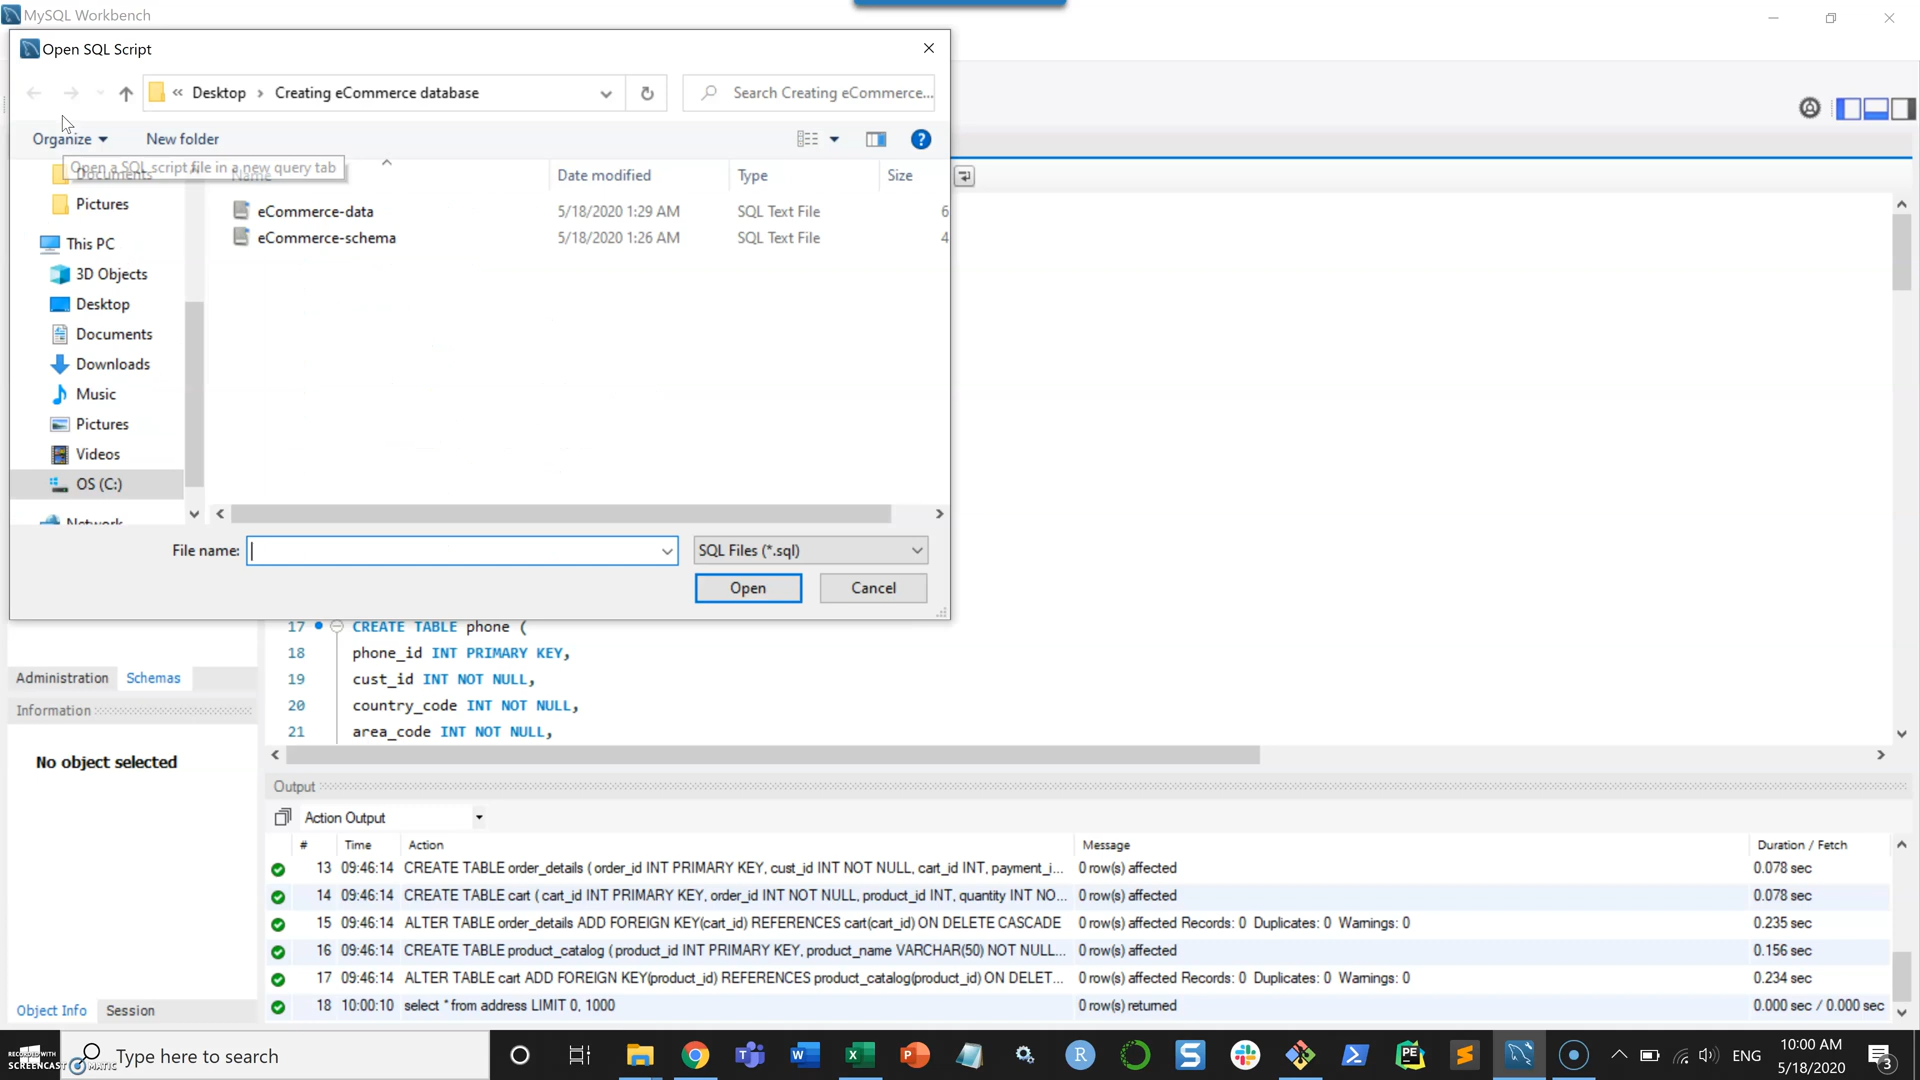 MySQL Workbench
Open SQL Script
« Desktop › Creating eCommerce database
Search Creating eCommerce...
Organize
New folder
Open a SQL script file in a new query tab
Documents
Name
Date modified
Type
Size
Pictures
eCommerce-data
5/18/2020 1:29 AM
SQL Text File
6
eCommerce-schema
5/18/2020 1:26 AM
SQL Text File
4
This PC
3D Objects
Desktop
Documents
Downloads
Music
Pictures
Videos
OS (C:)
Network
File name:
SQL Files (*.sql)
Open
Cancel
17 CREATE TABLE phone (
18 phone_id INT PRIMARY KEY,
19 cust_id INT NOT NULL,
20 country_code INT NOT NULL,
21 area_code INT NOT NULL,
Administration
Schemas
Information
No object selected
Output
Action Output
# Time Action Message Duration / Fetch
13 09:46:14 CREATE TABLE order_details ( order_id INT PRIMARY KEY, cust_id INT NOT NULL, cart_id INT, payment_i... 0 row(s) affected 0.078 sec
14 09:46:14 CREATE TABLE cart ( cart_id INT PRIMARY KEY, order_id INT NOT NULL, product_id INT, quantity INT NO... 0 row(s) affected 0.078 sec
15 09:46:14 ALTER TABLE order_details ADD FOREIGN KEY(cart_id) REFERENCES cart(cart_id) ON DELETE CASCADE 0 row(s) affected Records: 0 Duplicates: 0 Warnings: 0 0.235 sec
16 09:46:14 CREATE TABLE product_catalog ( product_id INT PRIMARY KEY, product_name VARCHAR(50) NOT NULL... 0 row(s) affected 0.156 sec
17 09:46:14 ALTER TABLE cart ADD FOREIGN KEY(product_id) REFERENCES product_catalog(product_id) ON DELET... 0 row(s) affected Records: 0 Duplicates: 0 Warnings: 0 0.234 sec
18 10:00:10 select * from address LIMIT 0, 1000 0 row(s) returned 0.000 sec / 0.000 sec
Object Info
Session
RECORDED WITH
SCREENCAST MATIC
Type here to search
ENG
10:00 AM
5/18/2020
3